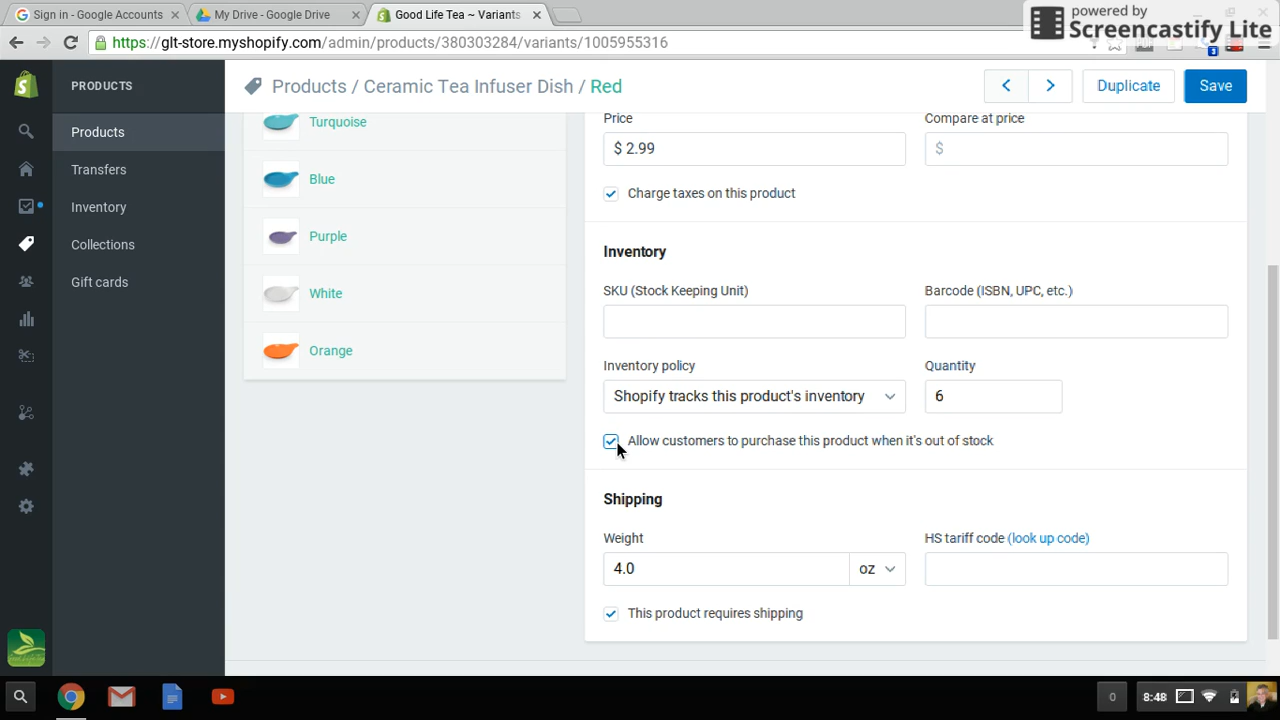 Sign in - Google Accounts
My Drive - Google Drive
Good Life Tea ~ Variants
powered by
Screencastify Lite
https://glt-store.myshopify.com/admin/products/380303284/variants/1005955316
PRODUCTS
Products / Ceramic Tea Infuser Dish / Red
Duplicate
Save
Products
Transfers
Inventory
Collections
Gift cards
Turquoise
Blue
Purple
White
Orange
Price
Compare at price
$ 2.99
$
Charge taxes on this product
Inventory
SKU (Stock Keeping Unit)
Barcode (ISBN, UPC, etc.)
Inventory policy
Quantity
Shopify tracks this product's inventory
6
Allow customers to purchase this product when it's out of stock
Shipping
Weight
HS tariff code (look up code)
4.0
oz
This product requires shipping
0
8:48